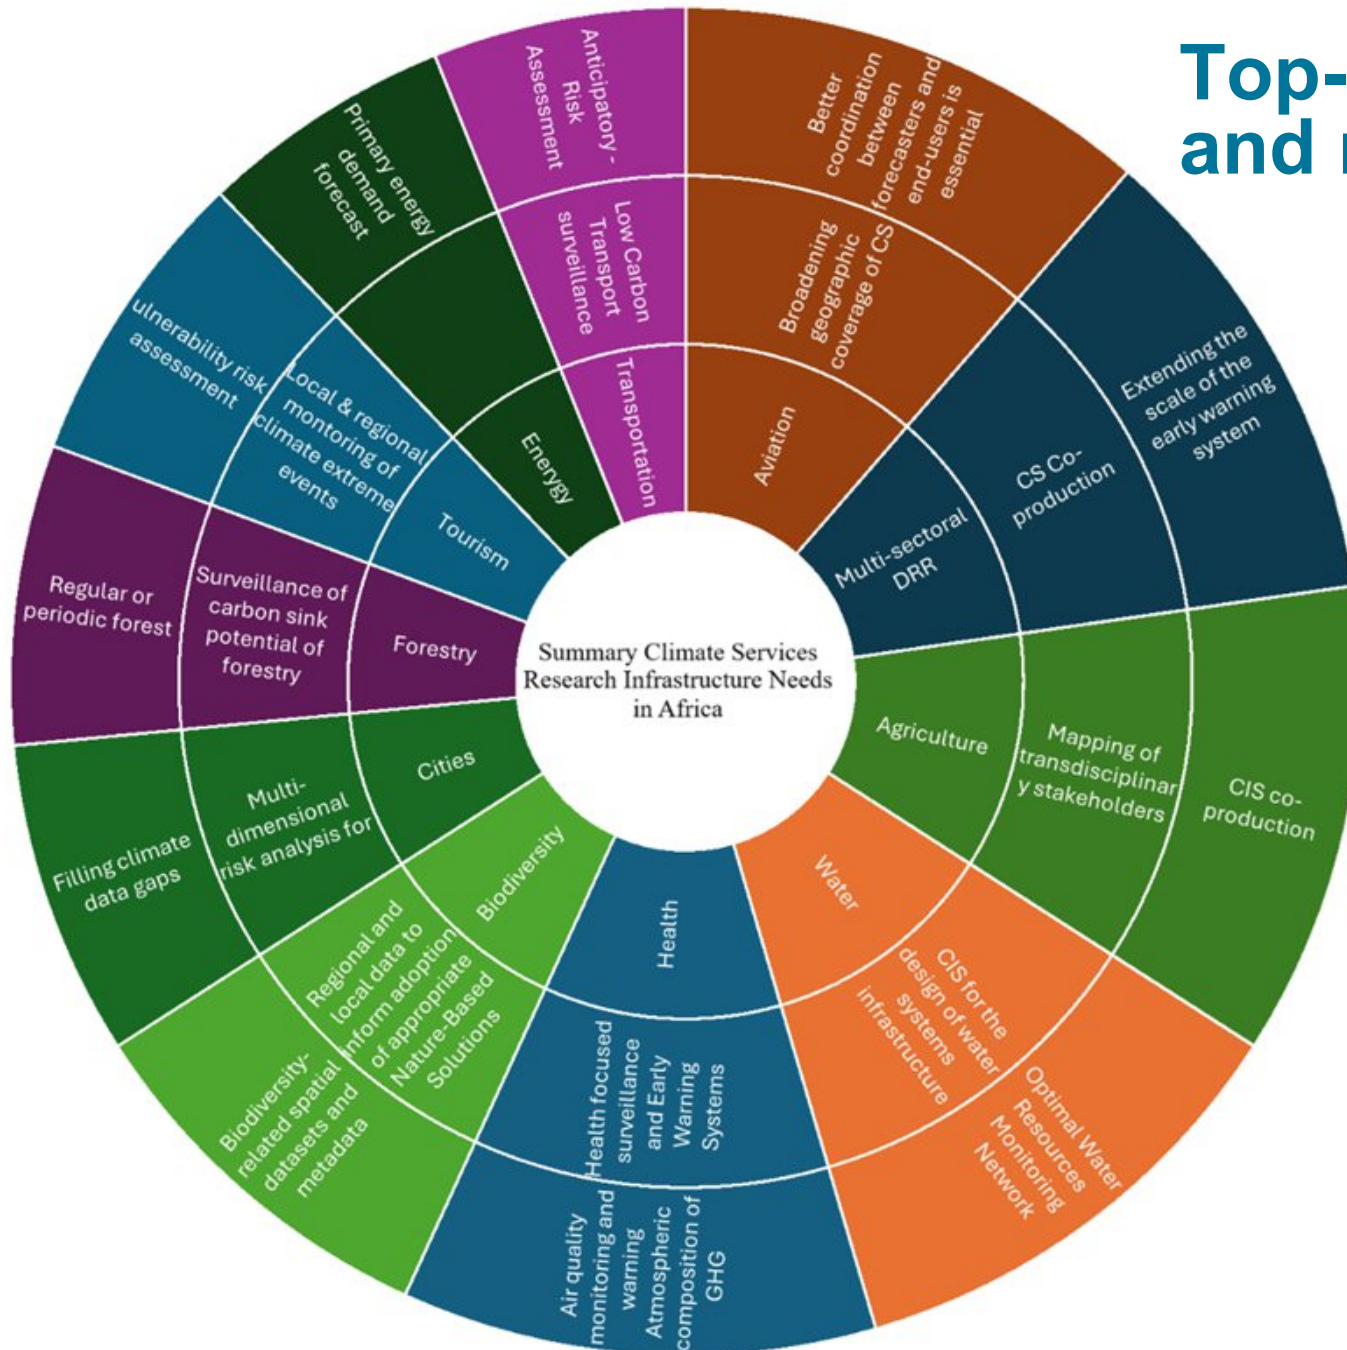 Top-
and
Summary Climate Services
Research Infrastructure Needs
in Africa
Aviation
Broadening
geographic
coverage of CS
Better
coordination
between
forecasters and
end-users is
essential
Multi-sectoral
DRR
CS Co-
production
Extending the
scale of the
early warning
system
Agriculture
Mapping of
transdisciplinar
y stakeholders
CIS co-
production
Water
CIS for the
design of water
systems
infrastructure
Optimal Water
Resources
Monitoring
Network
Health
Health focused
surveillance
and Early
Warning
Systems
Air quality
monitoring and
warning
Atmospheric
composition of
GHG
Biodiversity
Regional and
local data to
inform adoption
of appropriate
Nature-Based
Solutions
Biodiversity-
related spatial
datasets and
metadata
Cities
Multi-
dimensional
risk analysis for
Filling climate
data gaps
Forestry
Surveillance of
carbon sink
potential of
forestry
Regular or
periodic forest
Tourism
Local & regional
montoring of
climate extreme
events
ulnerability risk
assessment
Enerygy
Primary energy
demand
forecast
Transportation
Low Carbon
Transport
surveillance
Anticipatory -
Risk
Assessment